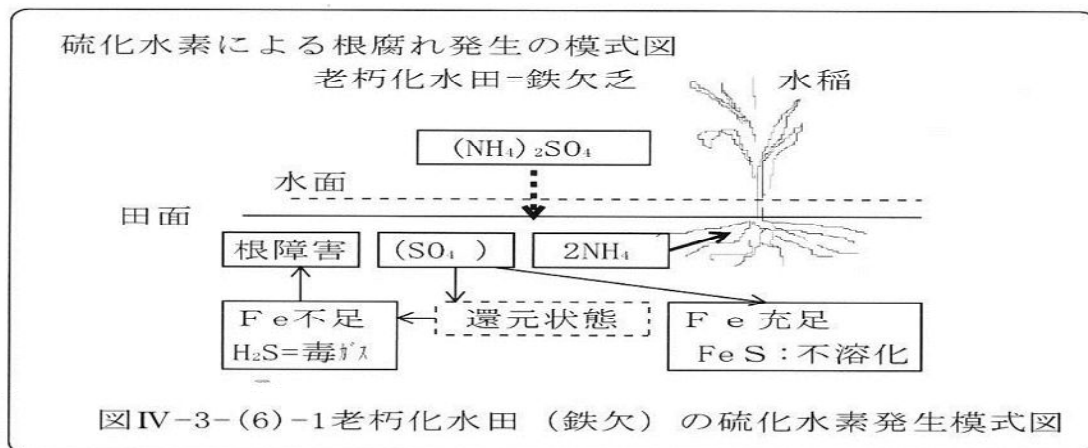 硫化水素による根腐れ発生の模式図
老朽化水田-鉄欠乏
水稲
(NH₄)₂SO₄
水面
田面
根障害
(SO₄ )
2NH₄
Fe不足
H₂S=毒ｶﾞｽ
還元状態
Fe充足
FeS:不溶化
図Ⅳ-3-(6)-1老朽化水田(鉄欠)の硫化水素発生模式図